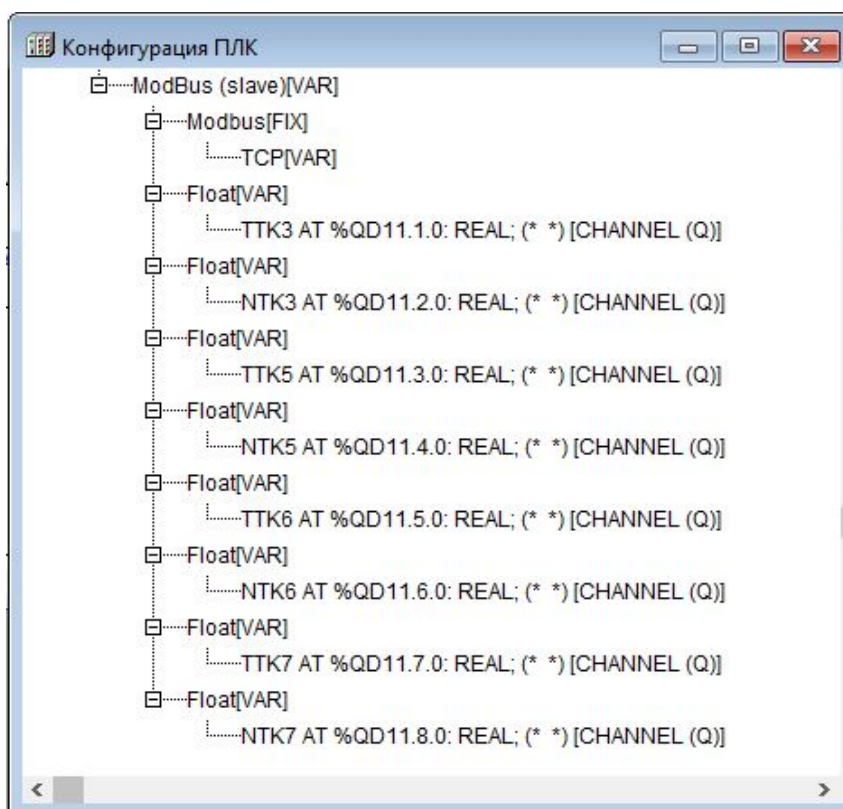 Конфигурация ПЛК
ModBus (slave)[VAR]
Modbus[FIX]
TCP[VAR]
Float[VAR]
TTK3 AT %QD11.1.0: REAL; (* *) [CHANNEL (Q)]
Float[VAR]
NTK3 AT %QD11.2.0: REAL; (* *) [CHANNEL (Q)]
Float[VAR]
TTK5 AT %QD11.3.0: REAL; (* *) [CHANNEL (Q)]
Float[VAR]
NTK5 AT %QD11.4.0: REAL; (* *) [CHANNEL (Q)]
Float[VAR]
TTK6 AT %QD11.5.0: REAL; (* *) [CHANNEL (Q)]
Float[VAR]
NTK6 AT %QD11.6.0: REAL; (* *) [CHANNEL (Q)]
Float[VAR]
TTK7 AT %QD11.7.0: REAL; (* *) [CHANNEL (Q)]
Float[VAR]
NTK7 AT %QD11.8.0: REAL; (* *) [CHANNEL (Q)]